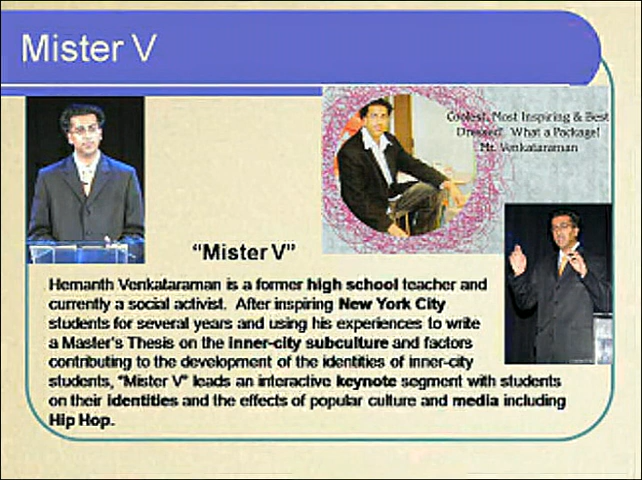 Mister V
Coolest, Most Inspiring & Best
Dressed! What a Package!
Mr. Venkataraman
“Mister V”
Hemanth Venkataraman is a former high school teacher and
currently a social activist. After inspiring New York City
students for several years and using his experiences to write
a Master's Thesis on the inner-city subculture and factors
contributing to the development of the identities of inner-city
students, “Mister V” leads an interactive keynote segment with students
on their identities and the effects of popular culture and media including
Hip Hop.